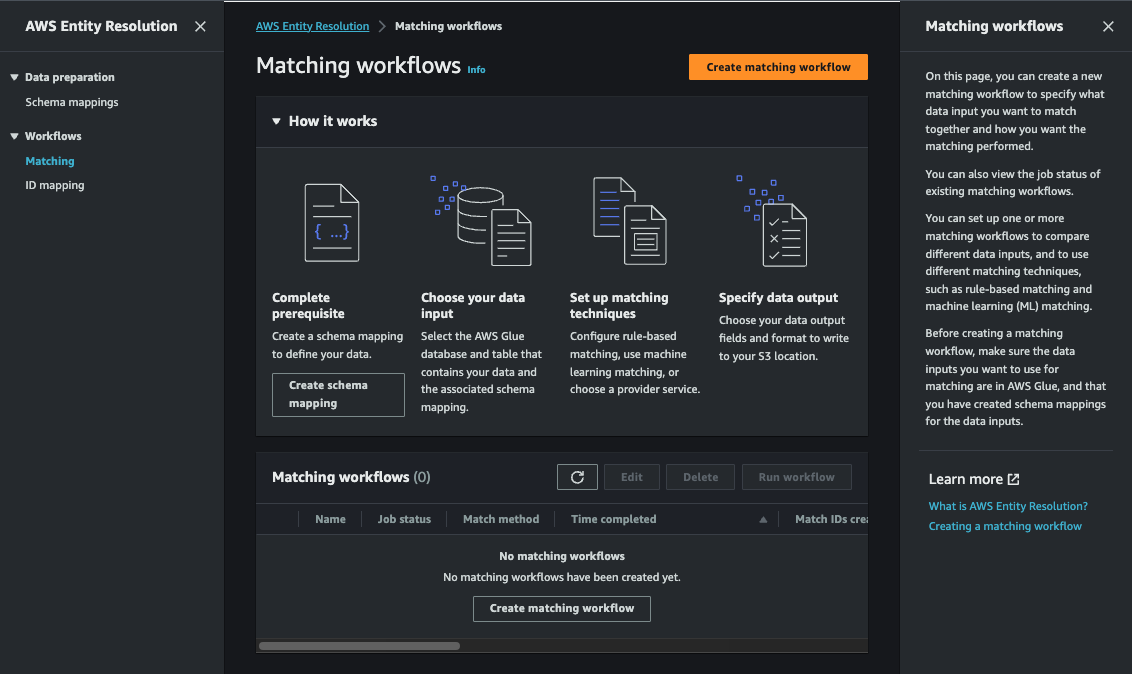 AWS Entity Resolution
Data preparation
Schema mappings
Workflows
Matching
ID mapping
AWS Entity Resolution
Matching workflows
Matching workflows Info
Create matching workflow
How it works
{ ...}
Complete
prerequisite
Create a schema mapping
to define your data.
Create schema
mapping
Choose your data
input
Select the AWS Glue
database and table that
contains your data and
the associated schema
mapping.
Set up matching
techniques
Configure rule-based
matching, use machine
learning matching, or
choose a provider service.
Specify data output
Choose your data output
fields and format to write
to your S3 location.
Matching workflows (0)
Edit
Delete
Run workflow
Name
Job status
Match method
Time completed
Match IDs crea
No matching workflows
No matching workflows have been created yet.
Create matching workflow
Matching workflows
On this page, you can create a new
matching workflow to specify what
data input you want to match
together and how you want the
matching performed.
You can also view the job status of
existing matching workflows.
You can set up one or more
matching workflows to compare
different data inputs, and to use
different matching techniques,
such as rule-based matching and
machine learning (ML) matching.
Before creating a matching
workflow, make sure the data
inputs you want to use for
matching are in AWS Glue, and that
you have created schema mappings
for the data inputs.
Learn more
What is AWS Entity Resolution?
Creating a matching workflow